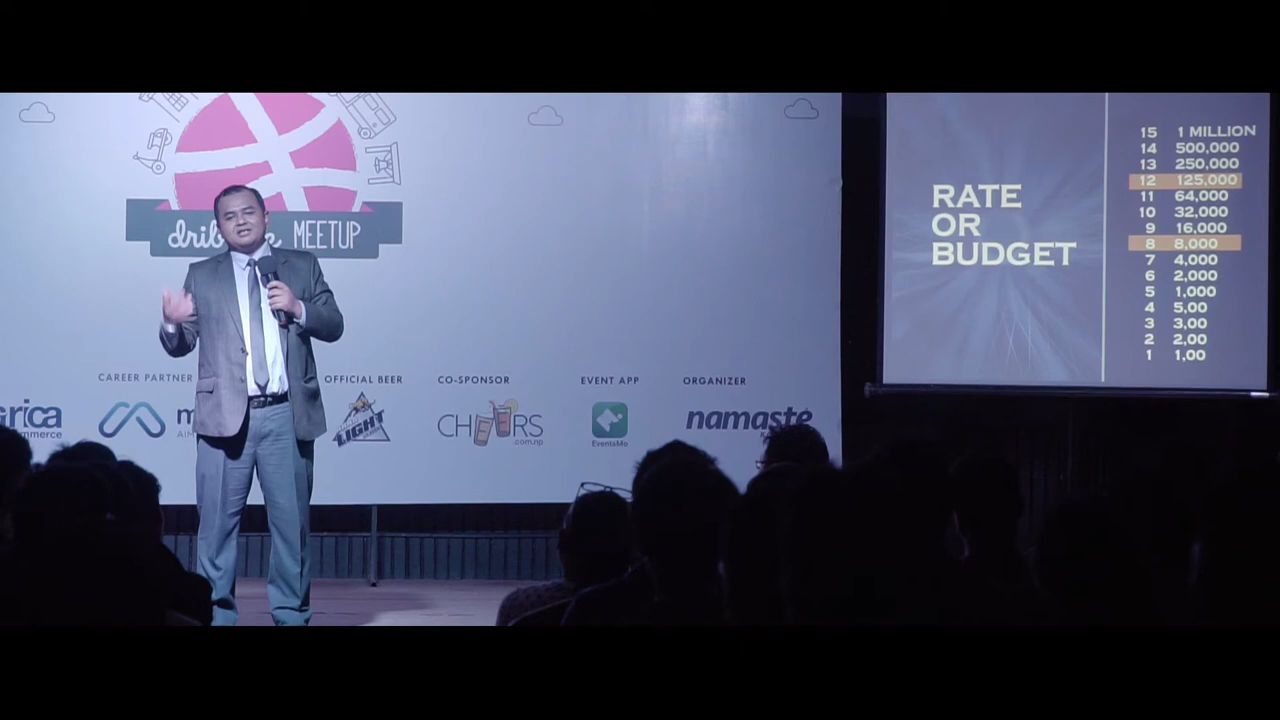 MEETUP
CAREER PARTNER
OFFICIAL BEER
CO-SPONSOR
EVENT APP
ORGANIZER
LIGHT
CHEERS
.com.np
EventsMo
namaste
RATE
OR
BUDGET
15 1 MILLION
14 500,000
13 250,000
12 125,000
11 64,000
10 32,000
9 16,000
8 8,000
7 4,000
6 2,000
5 1,000
4 5,00
3 3,00
2 2,00
1 1,00